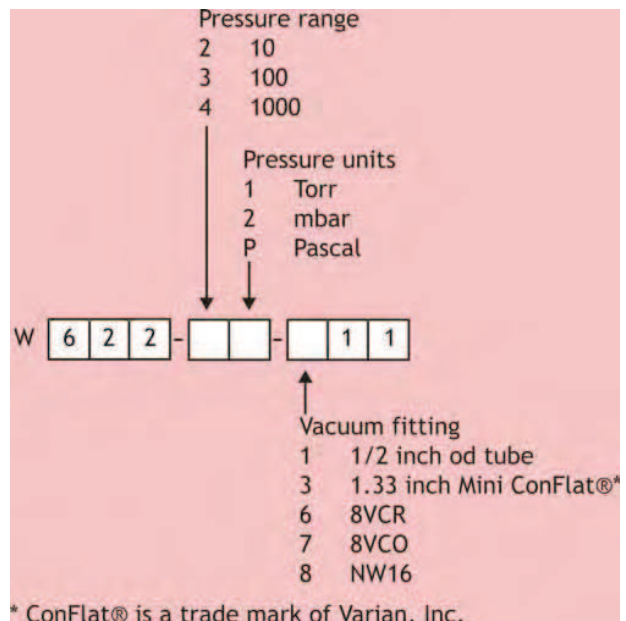 Pressure range
2 10
3 100
4 1000
Pressure units
1 Torr
2 mbar
P Pascal
W 6 2 2 - - 1 1
Vacuum fitting
1 1/2 inch od tube
3 1.33 inch Mini ConFlat®*
6 8VCR
7 8VCO
8 NW16
* ConFlat® is a trade mark of Varian, Inc.